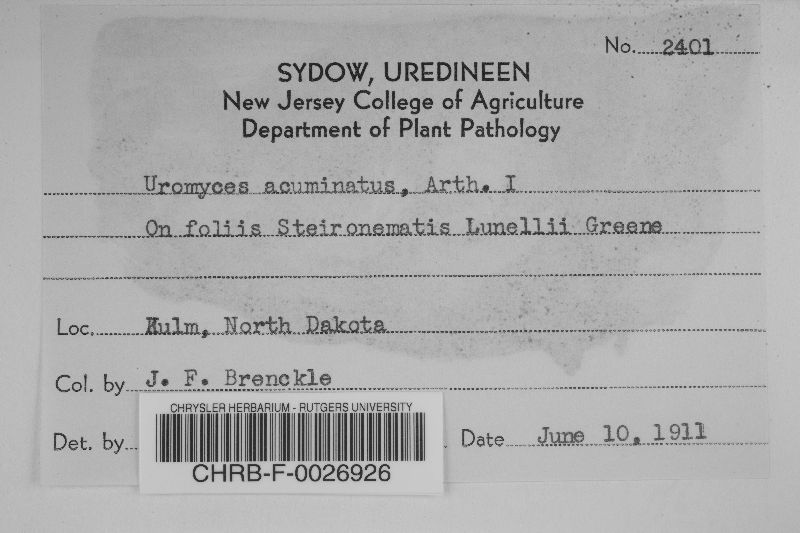 No. 2401
SYDOW, UREDINEEN
New Jersey College of Agriculture
Department of Plant Pathology
Uromyces acuminatus, Arth. I
On foliis Steironematis Lunellii Greene
Loc. Kulm, North Dakota
Col. by J. F. Brenckle
Det. by Date June 10, 1911
CHRYSLER HERBARIUM - RUTGERS UNIVERSITY
CHRB-F-0026926